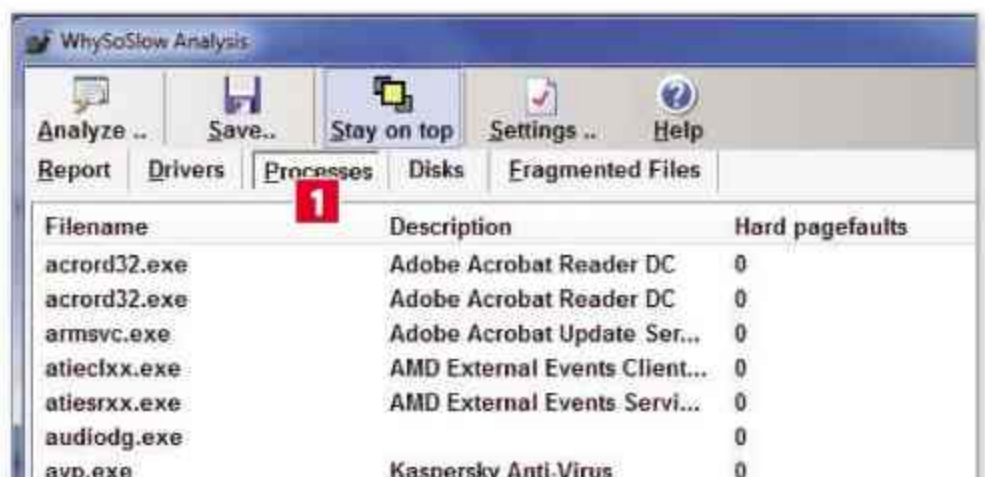 WhySoSlow Analysis
Analyze .. Save.. Stay on top Settings .. Help
Report Drivers Processes Disks Fragmented Files
1
Filename Description Hard pagefaults
acrord32.exe Adobe Acrobat Reader DC 0
acrord32.exe Adobe Acrobat Reader DC 0
armsvc.exe Adobe Acrobat Update Ser... 0
atieclxx.exe AMD External Events Client... 0
atiesrxx.exe AMD External Events Servi... 0
audiodg.exe 0
avp.exe Kaspersky Anti-Virus 0